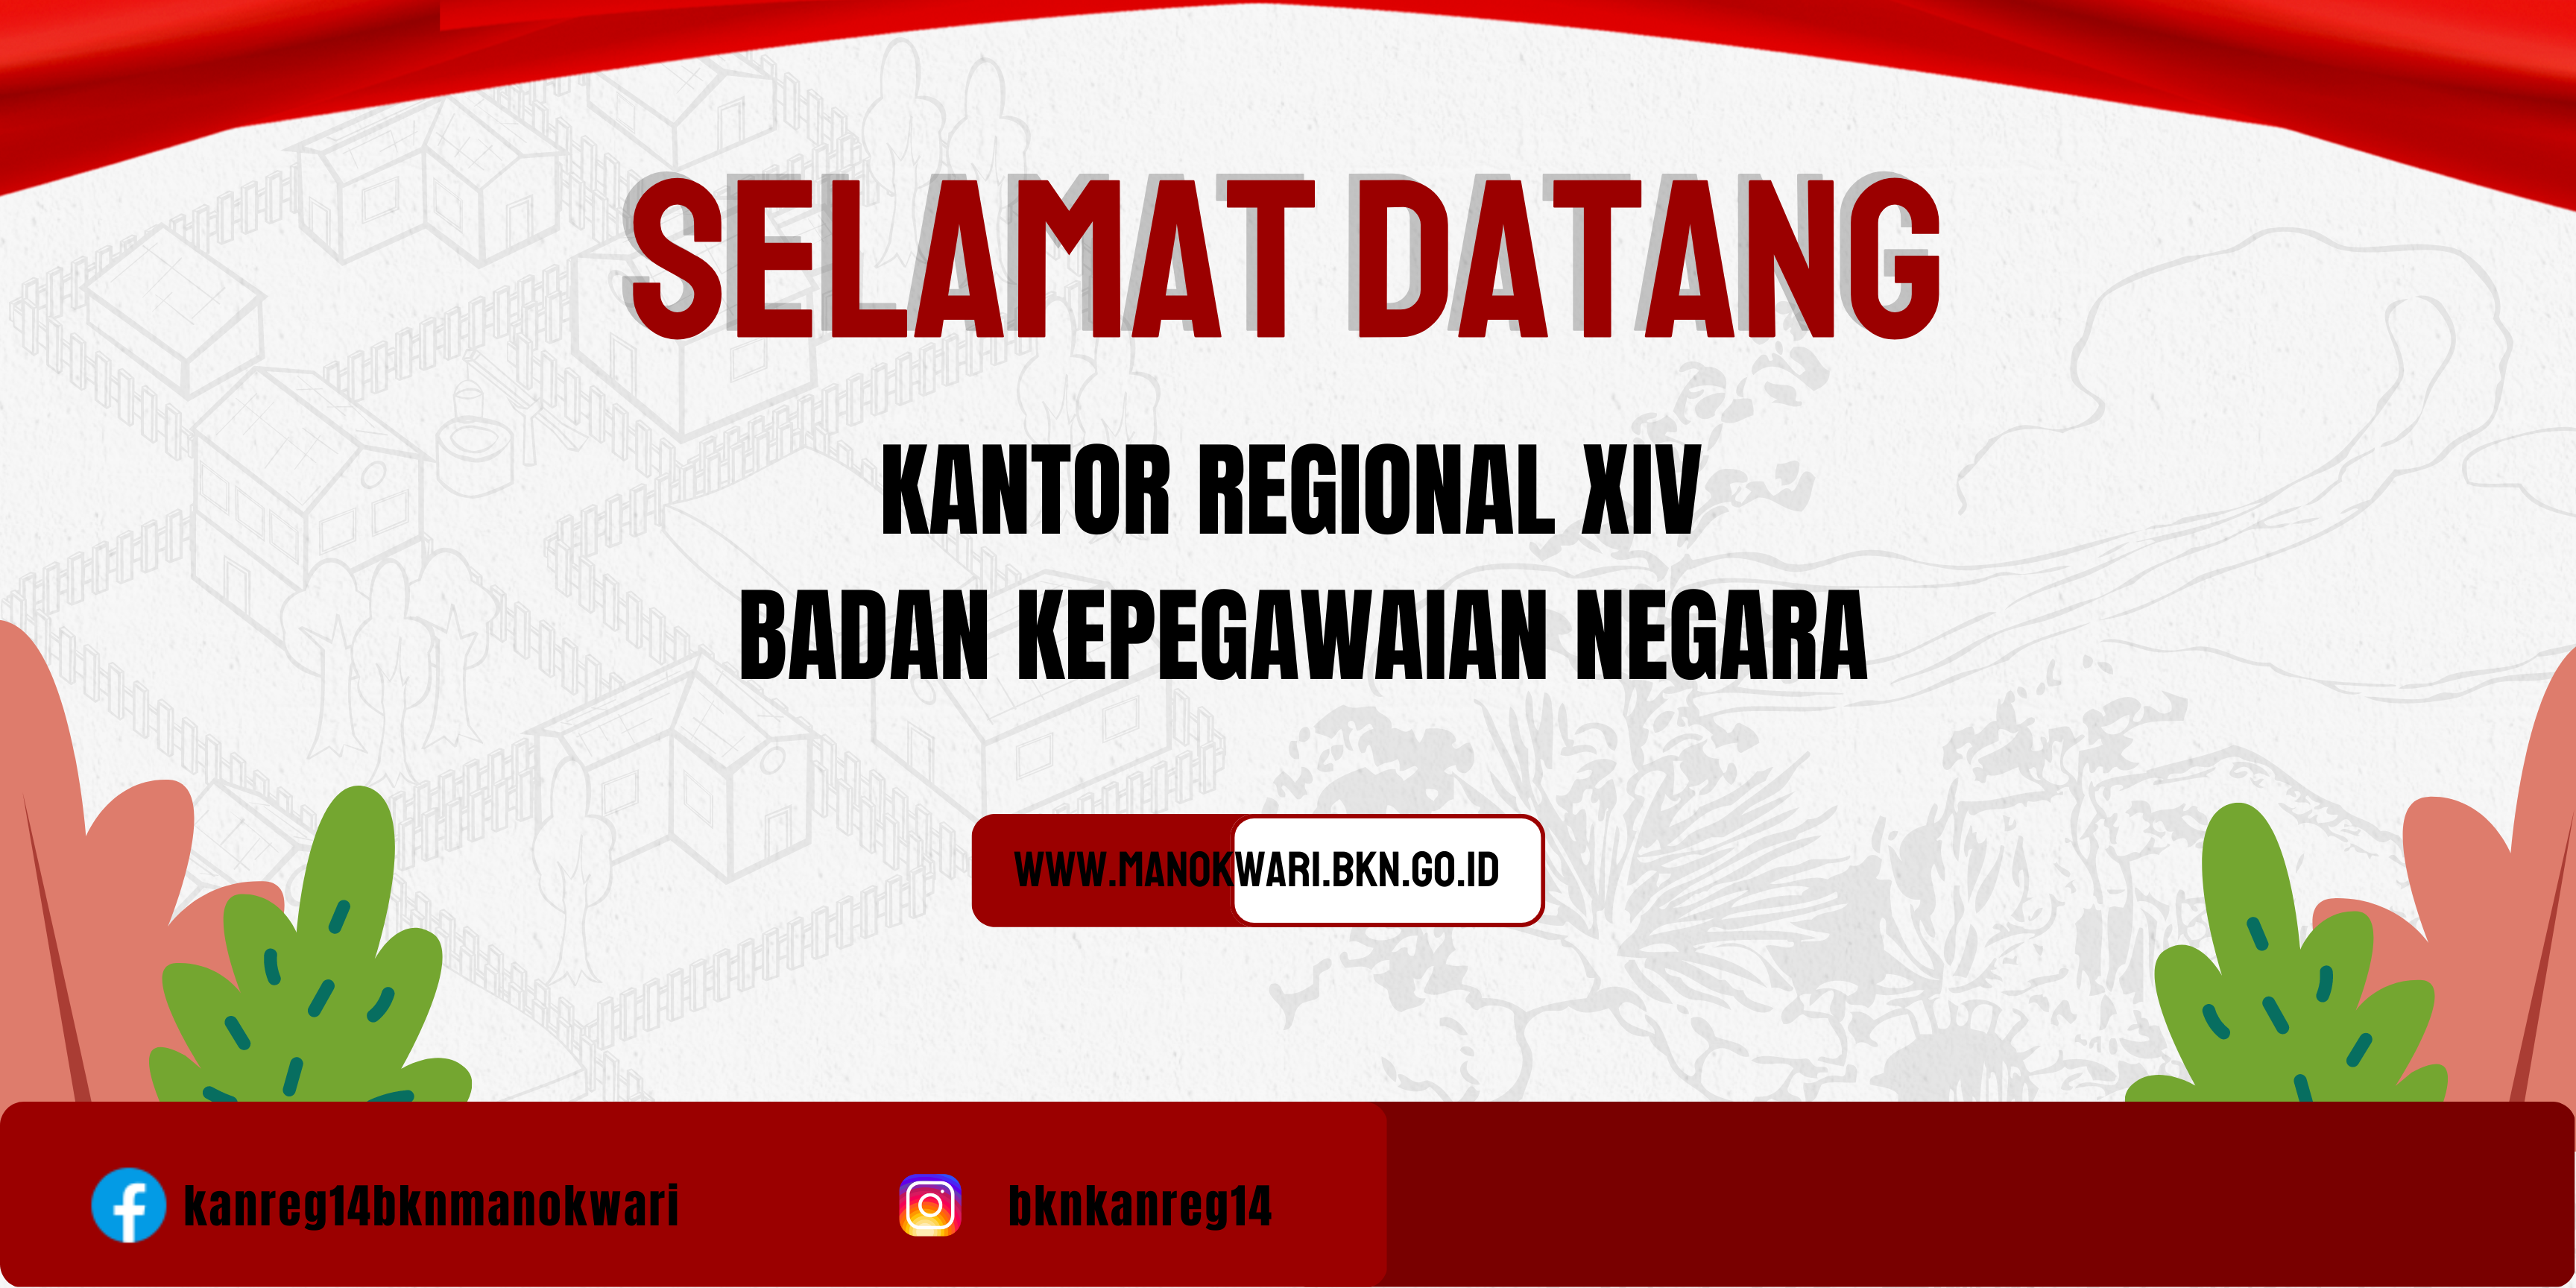 SELAMAT DATANG
KANTOR REGIONAL XIV
BADAN KEPEGAWAIAN NEGARA
WWW.MANOKWARI.BKN.GO.ID
kanreg14bknmanokwari
bknkanreg14